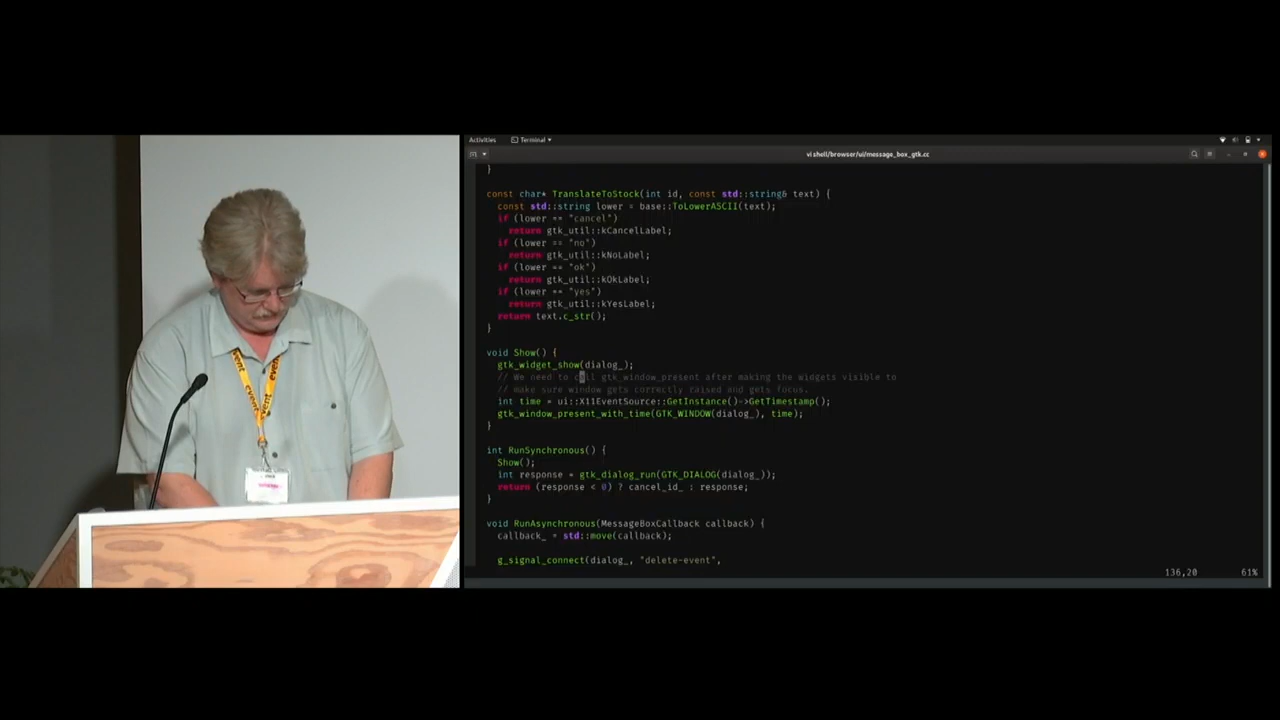 event
event
Activities
Terminal
vi shell/browser/ui/message_box_gtk.cc
}
const char* TranslateToStock(int id, const std::string& text) {
const std::string lower = base::ToLowerASCII(text);
if (lower == "cancel")
return gtk_util::kCancelLabel;
if (lower == "no")
return gtk_util::kNoLabel;
if (lower == "ok")
return gtk_util::kOkLabel;
if (lower == "yes")
return gtk_util::kYesLabel;
return text.c_str();
}
void Show() {
gtk_widget_show(dialog_);
// We need to call gtk_window_present after making the widgets visible to
// make sure window gets correctly raised and gets focus.
int time = ui::X11EventSource::GetInstance()->GetTimestamp();
gtk_window_present_with_time(GTK_WINDOW(dialog_), time);
}
int RunSynchronous() {
Show();
int response = gtk_dialog_run(GTK_DIALOG(dialog_));
return (response < 0) ? cancel_id_ : response;
}
void RunAsynchronous(MessageBoxCallback callback) {
callback_ = std::move(callback);
g_signal_connect(dialog_, "delete-event",
136,20
61%